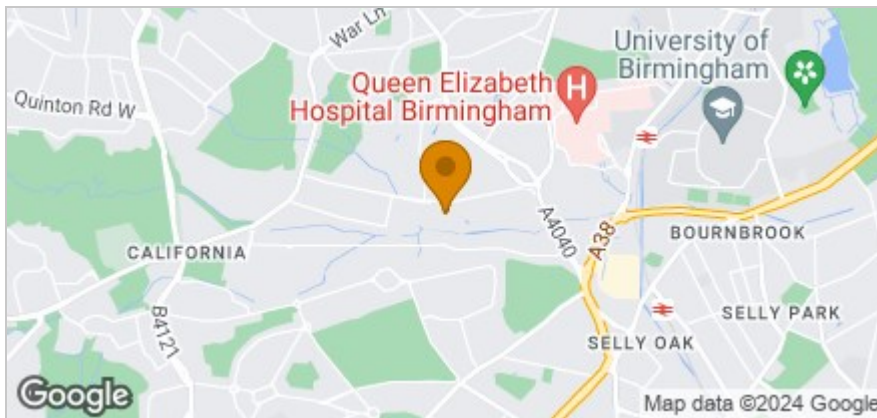 War Ln
University of
Birmingham
Queen Elizabeth
Hospital Birmingham
H
Quinton Rd W
A4040
A38
BOURNBROOK
CALIFORNIA
B4121
SELLY PARK
SELLY OAK
Google
Map data ©2024 Google